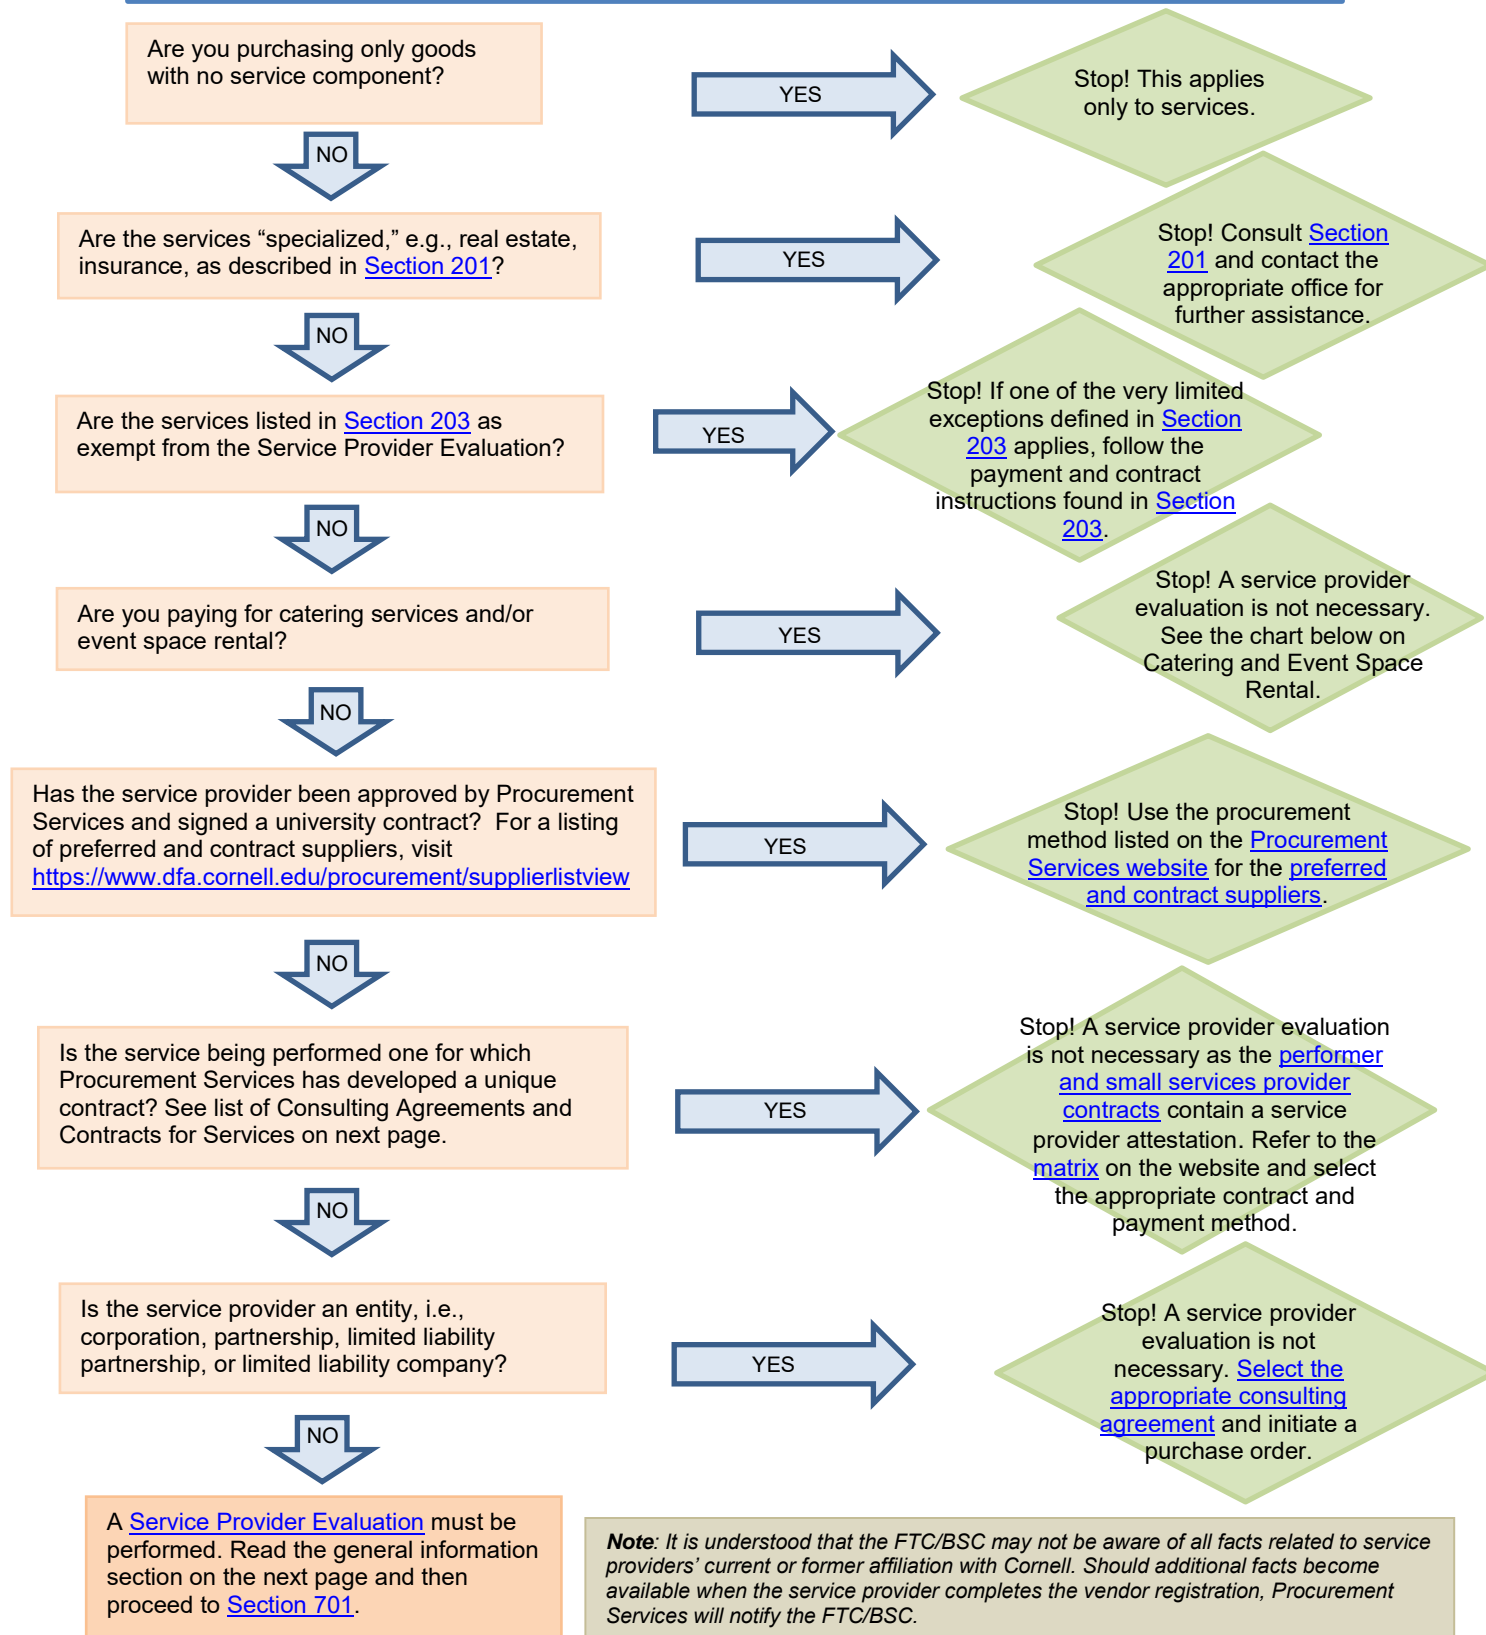 Are you purchasing only goods
with no service component?
YES
Stop! This applies
only to services.
NO
Are the services “specialized,” e.g., real estate,
insurance, as described in Section 201?
YES
Stop! Consult Section
201 and contact the
appropriate office for
further assistance.
NO
Are the services listed in Section 203 as
exempt from the Service Provider Evaluation?
YES
Stop! If one of the very limited
exceptions defined in Section
203 applies, follow the
payment and contract
instructions found in Section
203.
NO
Are you paying for catering services and/or
event space rental?
YES
Stop! A service provider
evaluation is not necessary.
See the chart below on
Catering and Event Space
Rental.
NO
Has the service provider been approved by Procurement
Services and signed a university contract?  For a listing
of preferred and contract suppliers, visit
https://www.dfa.cornell.edu/procurement/supplierlistview
YES
Stop! Use the procurement
method listed on the Procurement
Services website for the preferred
and contract suppliers.
NO
Is the service being performed one for which
Procurement Services has developed a unique
contract? See list of Consulting Agreements and
Contracts for Services on next page.
YES
Stop! A service provider evaluation
is not necessary as the performer
and small services provider
contracts contain a service
provider attestation. Refer to the
matrix on the website and select
the appropriate contract and
payment method.
NO
Is the service provider an entity, i.e.,
corporation, partnership, limited liability
partnership, or limited liability company?
YES
Stop! A service provider
evaluation is not
necessary. Select the
appropriate consulting
agreement and initiate a
purchase order.
NO
A Service Provider Evaluation must be
performed. Read the general information
section on the next page and then
proceed to Section 701.
Note: It is understood that the FTC/BSC may not be aware of all facts related to service
providers’ current or former affiliation with Cornell. Should additional facts become
available when the service provider completes the vendor registration, Procurement
Services will notify the FTC/BSC.